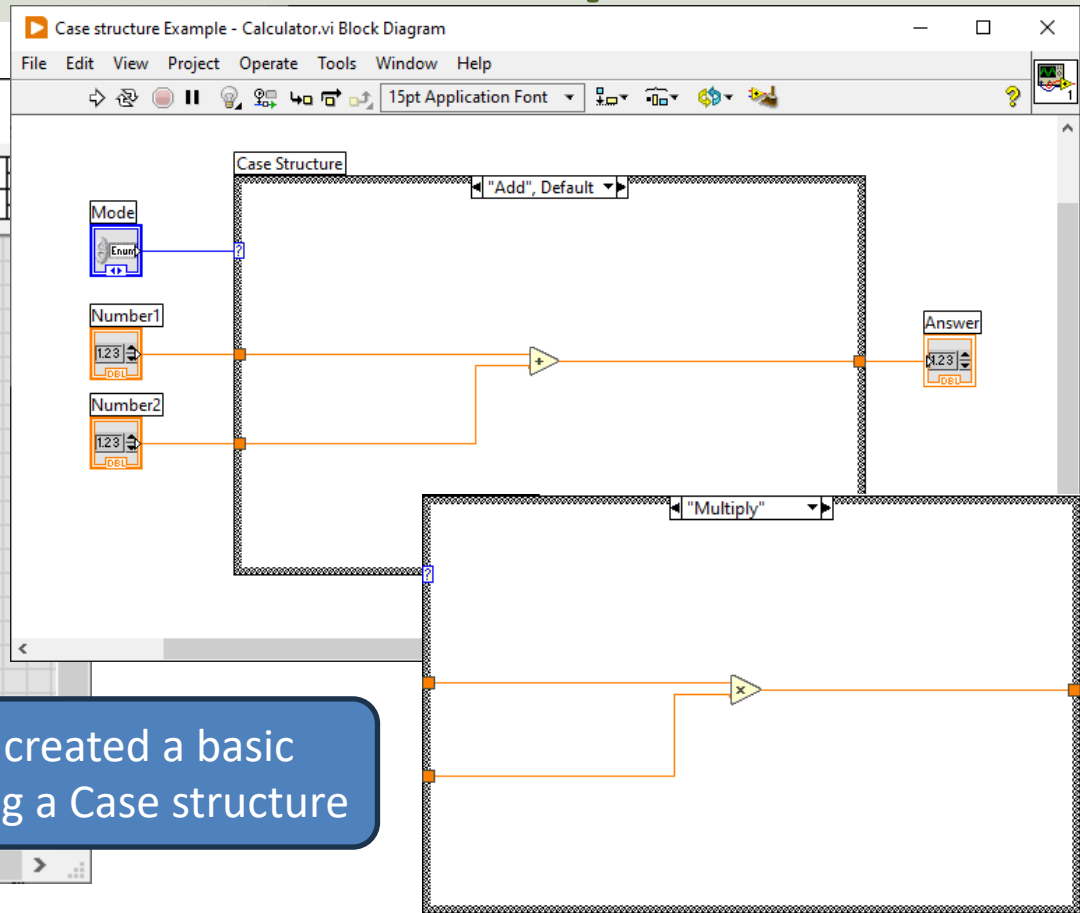 Case structure Example - Calculator.vi Block Diagram
File Edit View Project Operate Tools Window Help
15pt Application Font
1
Case Structure
"Add", Default
Mode
Enum
?
Number1
1.23
DBL
Number2
1.23
DBL
+
Answer
1.23
DBL
"Multiply"
?
x
created a basic
g a Case structure